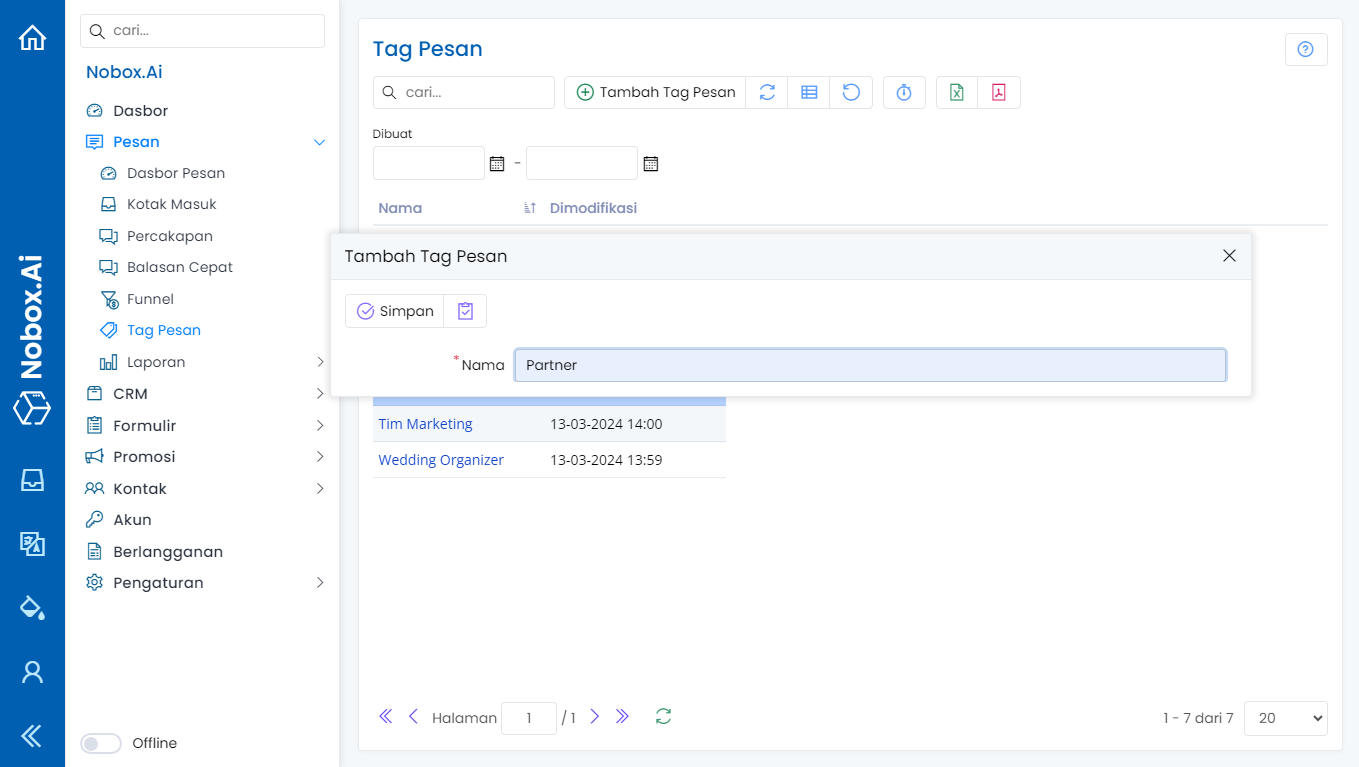 Nobox.Ai
cari...
Nobox.Ai
Dasbor
Pesan
Dasbor Pesan
Kotak Masuk
Percakapan
Balasan Cepat
Funnel
Tag Pesan
Laporan
CRM
Formulir
Promosi
Kontak
Akun
Berlangganan
Pengaturan
Offline
Tag Pesan
cari...
Tambah Tag Pesan
Dibuat
-
Nama Dimodifikasi
Tambah Tag Pesan
Simpan
*Nama Partner
Tim Marketing 13-03-2024 14:00
Wedding Organizer 13-03-2024 13:59
Halaman 1 / 1
1 - 7 dari 7 20